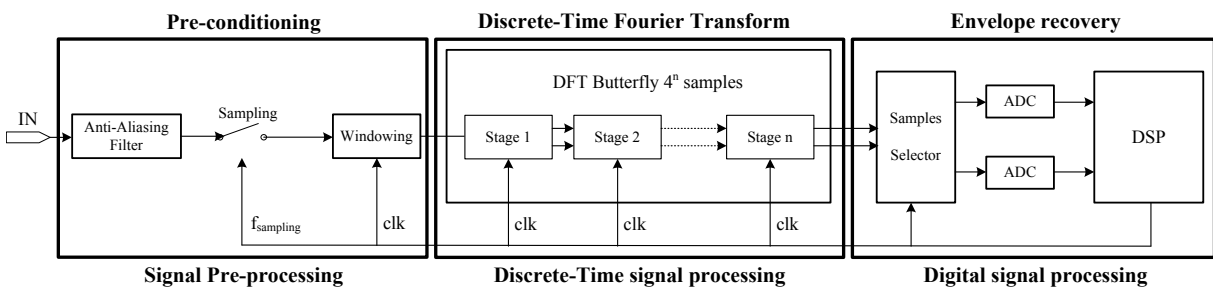 Pre-conditioning
Discrete-Time Fourier Transform
Envelope recovery
IN
Anti-Aliasing
Filter
Sampling
Windowing
f_sampling
clk
DFT Butterfly 4^n samples
Stage 1
Stage 2
Stage n
clk
clk
clk
Samples
Selector
ADC
ADC
DSP
Signal Pre-processing
Discrete-Time signal processing
Digital signal processing